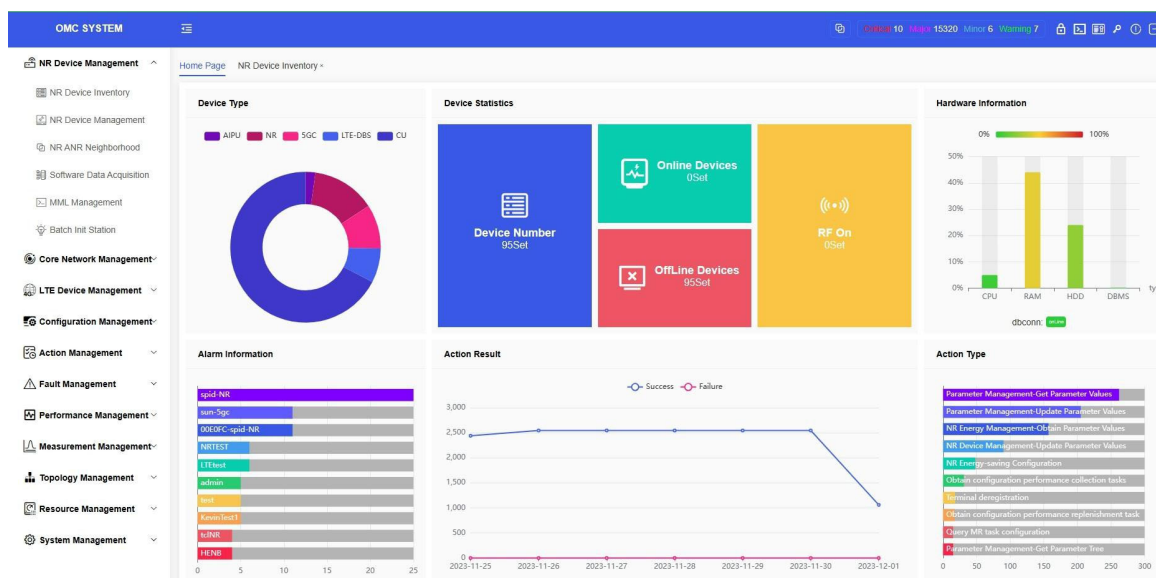 OMC SYSTEM
Critical 10 Major 15320 Minor 6 Warning 7
NR Device Management
NR Device Inventory
NR Device Management
NR ANR Neighborhood
Software Data Acquisition
MML Management
Batch Init Station
Core Network Management
LTE Device Management
Configuration Management
Action Management
Fault Management
Performance Management
Measurement Management
Topology Management
Resource Management
System Management
Home Page NR Device Inventory ×
Device Type
AIPU NR 5GC LTE-DBS CU
Device Statistics
Device Number
95Set
Online Devices
0Set
OffLine Devices
95Set
RF On
0Set
Hardware Information
0% 100%
50%
40%
30%
20%
10%
0%
CPU RAM HDD DBMS ty
dbconn:
Alarm Information
spid-NR
sun-5gc
00E0FC-spid-NR
NRTEST
LTEtest
admin
test
KevinTest1
tclNR
HENB
0 5 10 15 20 25
Action Result
Success Failure
3,000
2,500
2,000
1,500
1,000
500
0
2023-11-25 2023-11-26 2023-11-27 2023-11-28 2023-11-29 2023-11-30 2023-12-01
Action Type
Parameter Management-Get Parameter Values
Parameter Management-Update Parameter Values
NR Energy Management-Obtain Parameter Values
NR Device Management-Update Parameter Values
NR Energy-saving Configuration
Obtain configuration performance collection tasks
Terminal deregistration
Obtain configuration performance replenishment task
Query MR task configuration
Parameter Management-Get Parameter Tree
0 50 100 150 200 250 300